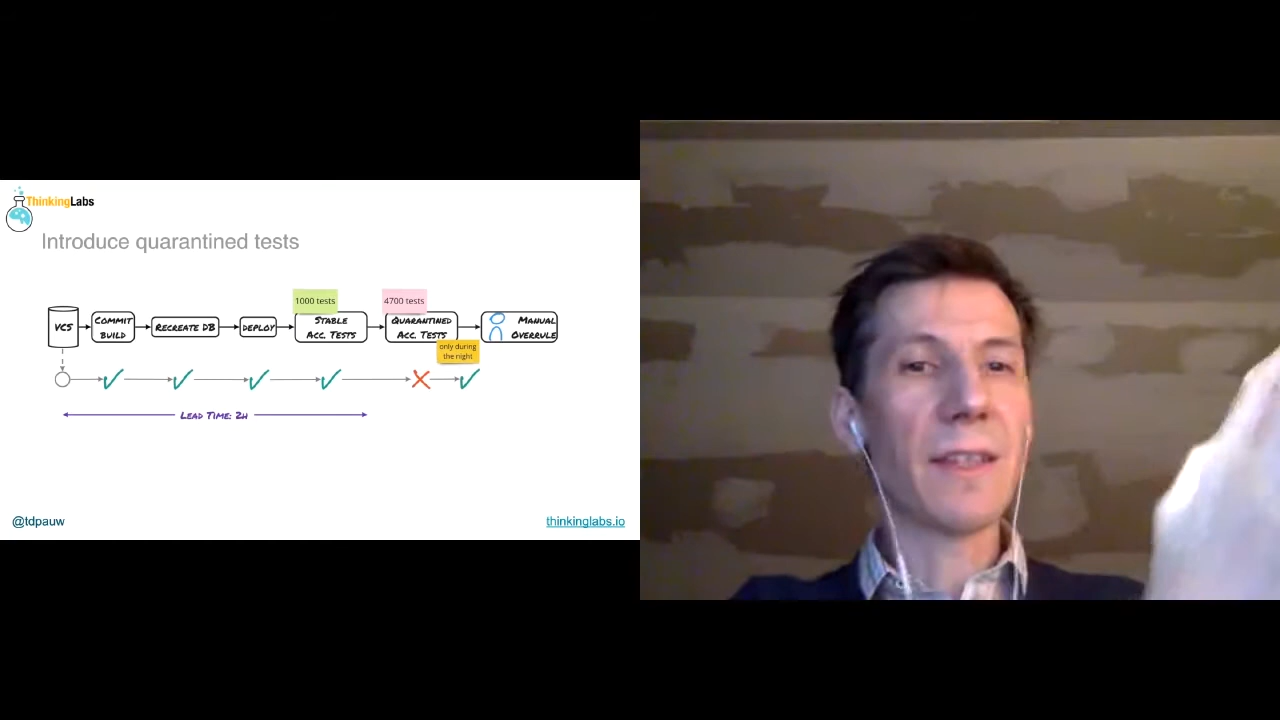 ThinkingLabs
Introduce quarantined tests
1000 tests
4700 tests
VCS
COMMIT
BUILD
RECREATE DB
DEPLOY
STABLE
ACC. TESTS
QUARANTINED
ACC. TESTS
MANUAL
OVERRULE
only during
the night
LEAD TIME: 2H
@tdpauw
thinkinglabs.io